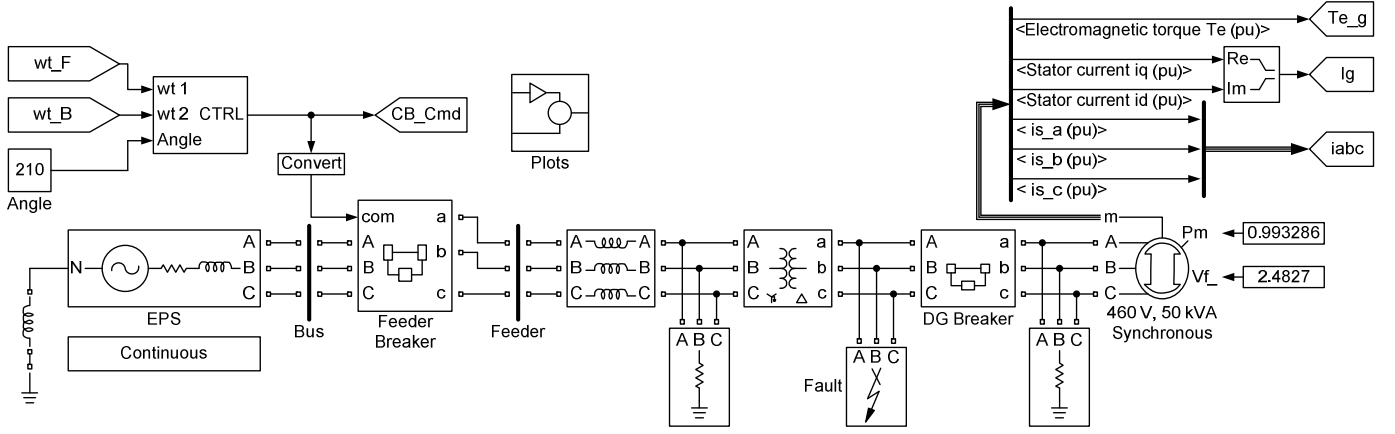 <Electromagnetic torque Te (pu)>
Te_g
<Stator current iq (pu)>
Re
Im
Ig
<Stator current id (pu)>
< is_a (pu)>
< is_b (pu)>
< is_c (pu)>
iabc
wt_F
wt_B
210
Angle
wt 1
wt 2 CTRL
Angle
CB_Cmd
Convert
Plots
N
A
B
C
EPS
Continuous
Bus
com
a
A
b
B
C
c
Feeder
Breaker
Feeder
A A
B B
C C
A B C
A a
B b
C c
A B C
Fault
A a
B b
C c
DG Breaker
A B C
m
A
B
C
Pm
0.993286
Vf_
2.4827
460 V, 50 kVA
Synchronous